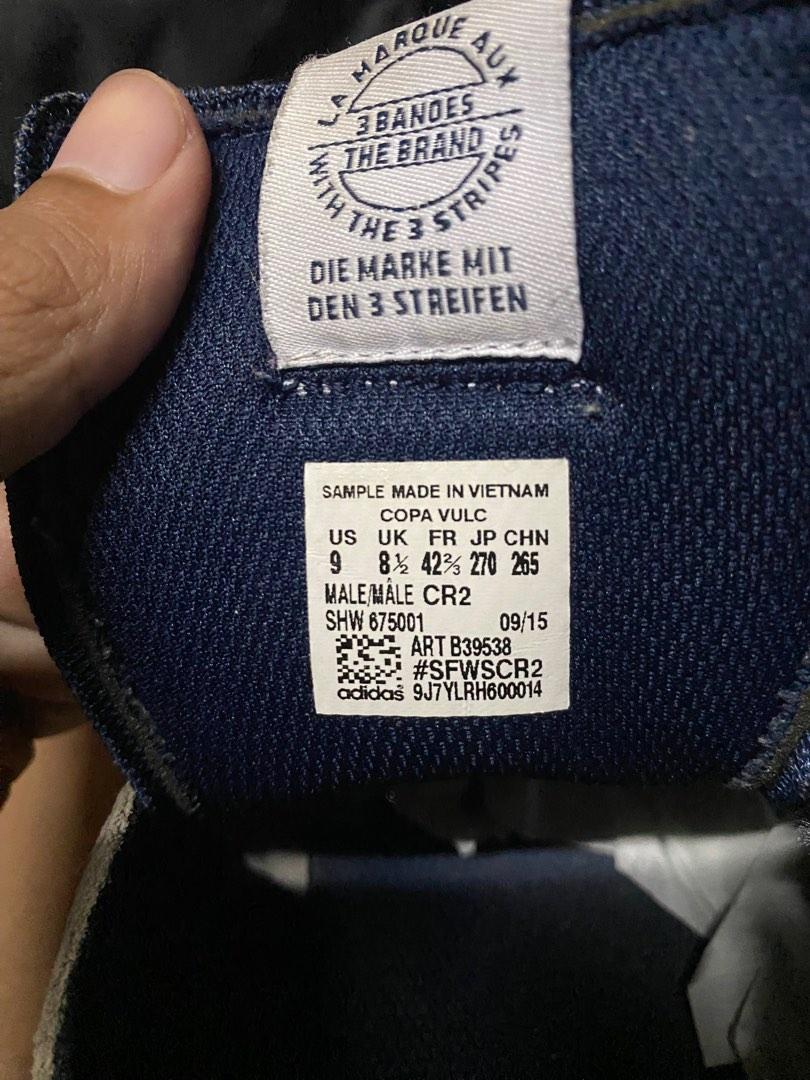 LA MARQUE AUX
3 BANDES
THE BRAND
WITH THE 3 STRIPES
DIE MARKE MIT
DEN 3 STREIFEN
SAMPLE MADE IN VIETNAM
COPA VULC
US UK FR JP CHN
9 8½ 42⅔ 270 265
MALE/MÂLE CR2
SHW 675001 09/15
ART B39538
#SFWSCR2
adidas 9J7YLRH600014